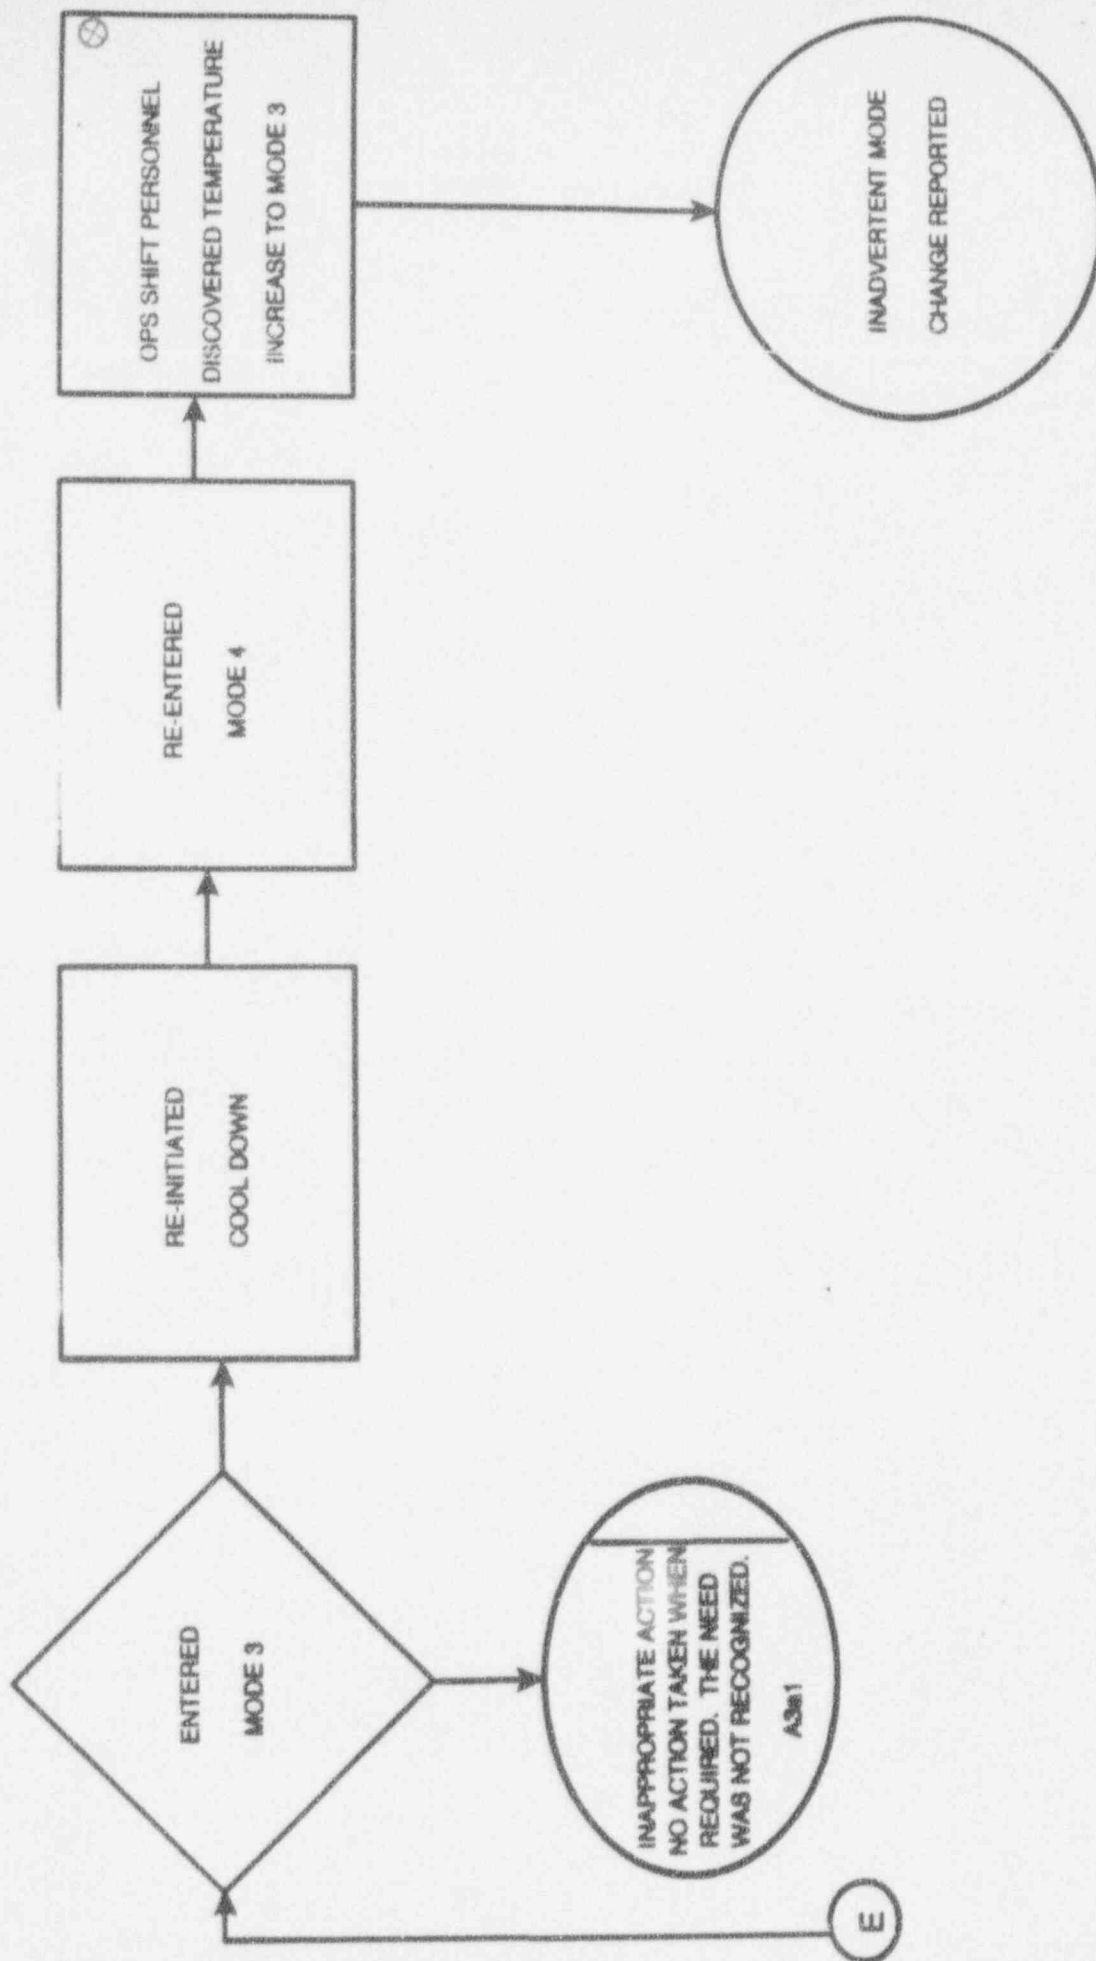 E
ENTERED
MODE 3
INAPPROPRIATE ACTION
NO ACTION TAKEN WHEN
REQUIRED. THE NEED
WAS NOT RECOGNIZED.
A3a1
RE-INITIATED
COOL DOWN
RE-ENTERED
MODE 4
OPS SHIFT PERSONNEL
DISCOVERED TEMPERATURE
INCREASE TO MODE 3
INADVERTENT MODE
CHANGE REPORTED